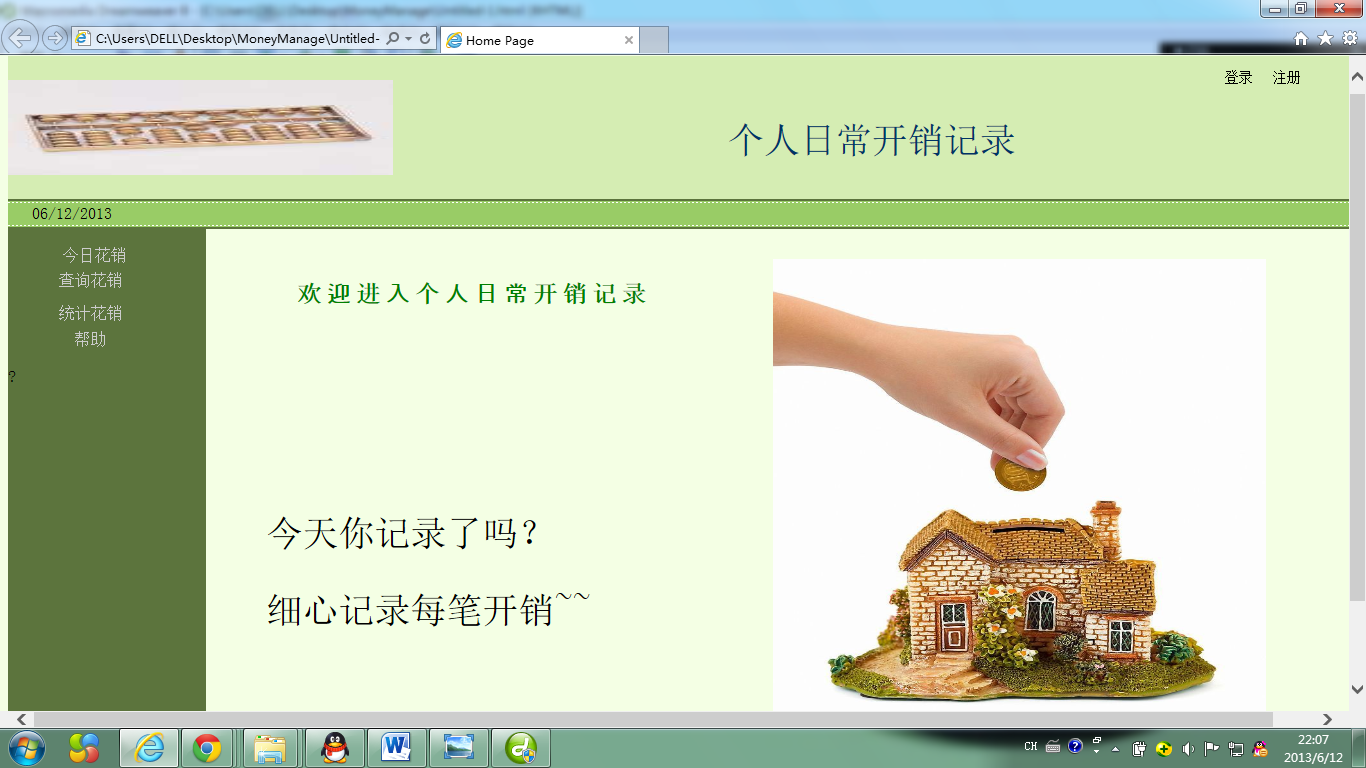 C:\Users\DELL\Desktop\MoneyManage\Untitled-
Home Page
登录 注册
个人日常开销记录
06/12/2013
今日花销
查询花销
统计花销
帮助
?
欢迎进入个人日常开销记录
今天你记录了吗?
细心记录每笔开销~~
CH
22:07
2013/6/12